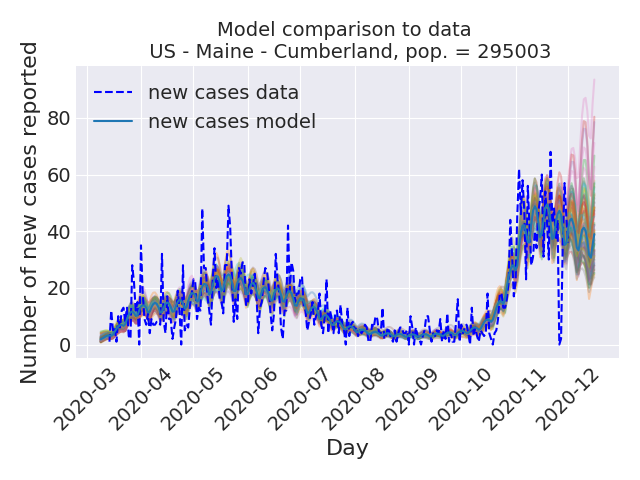 Model comparison to data
US - Maine - Cumberland, pop. = 295003
Number of new cases reported
80
60
40
20
0
new cases data
new cases model
2020-03
2020-04
2020-05
2020-06
2020-07
2020-08
2020-09
2020-10
2020-11
2020-12
Day